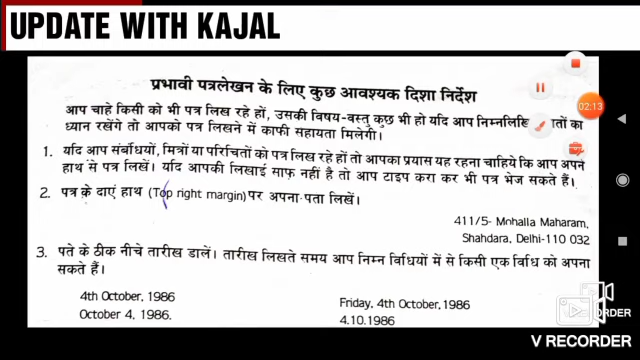 UPDATE WITH KAJAL
प्रभावी पत्रलेखन के लिए कुछ आवश्यक दिशा निर्देश
आप चाहे किसी को भी पत्र लिख रहे हों, उसकी विषय-वस्तु कुछ भी हो यदि आप निम्नलिखि तों का
ध्यान रखेंगे तो आपको पत्र लिखने में काफी सहायता मिलेगी।
1. यदि आप संबंधियों, मित्रों या परिचितों को पत्र लिख रहे हों तो आपका प्रयास यह रहना चाहिये कि आप अपने
हाथ से पत्र लिखें। यदि आपकी लिखाई साफ़ नहीं है तो आप टाइप करा कर भी पत्र भेज सकते हैं।
2. पत्र के दाएं हाथ (Top right margin) पर अपना पता लिखें।
411/5- Mohalla Maharam,
Shahdara, Delhi-110 032
3. पते के ठीक नीचे तारीख डालें। तारीख लिखते समय आप निम्न विधियों में से किसी एक विधि को अपना
सकते हैं।
4th October, 1986 Friday, 4th October, 1986
October 4, 1986. 4.10.1986
02:13
V RECORDER